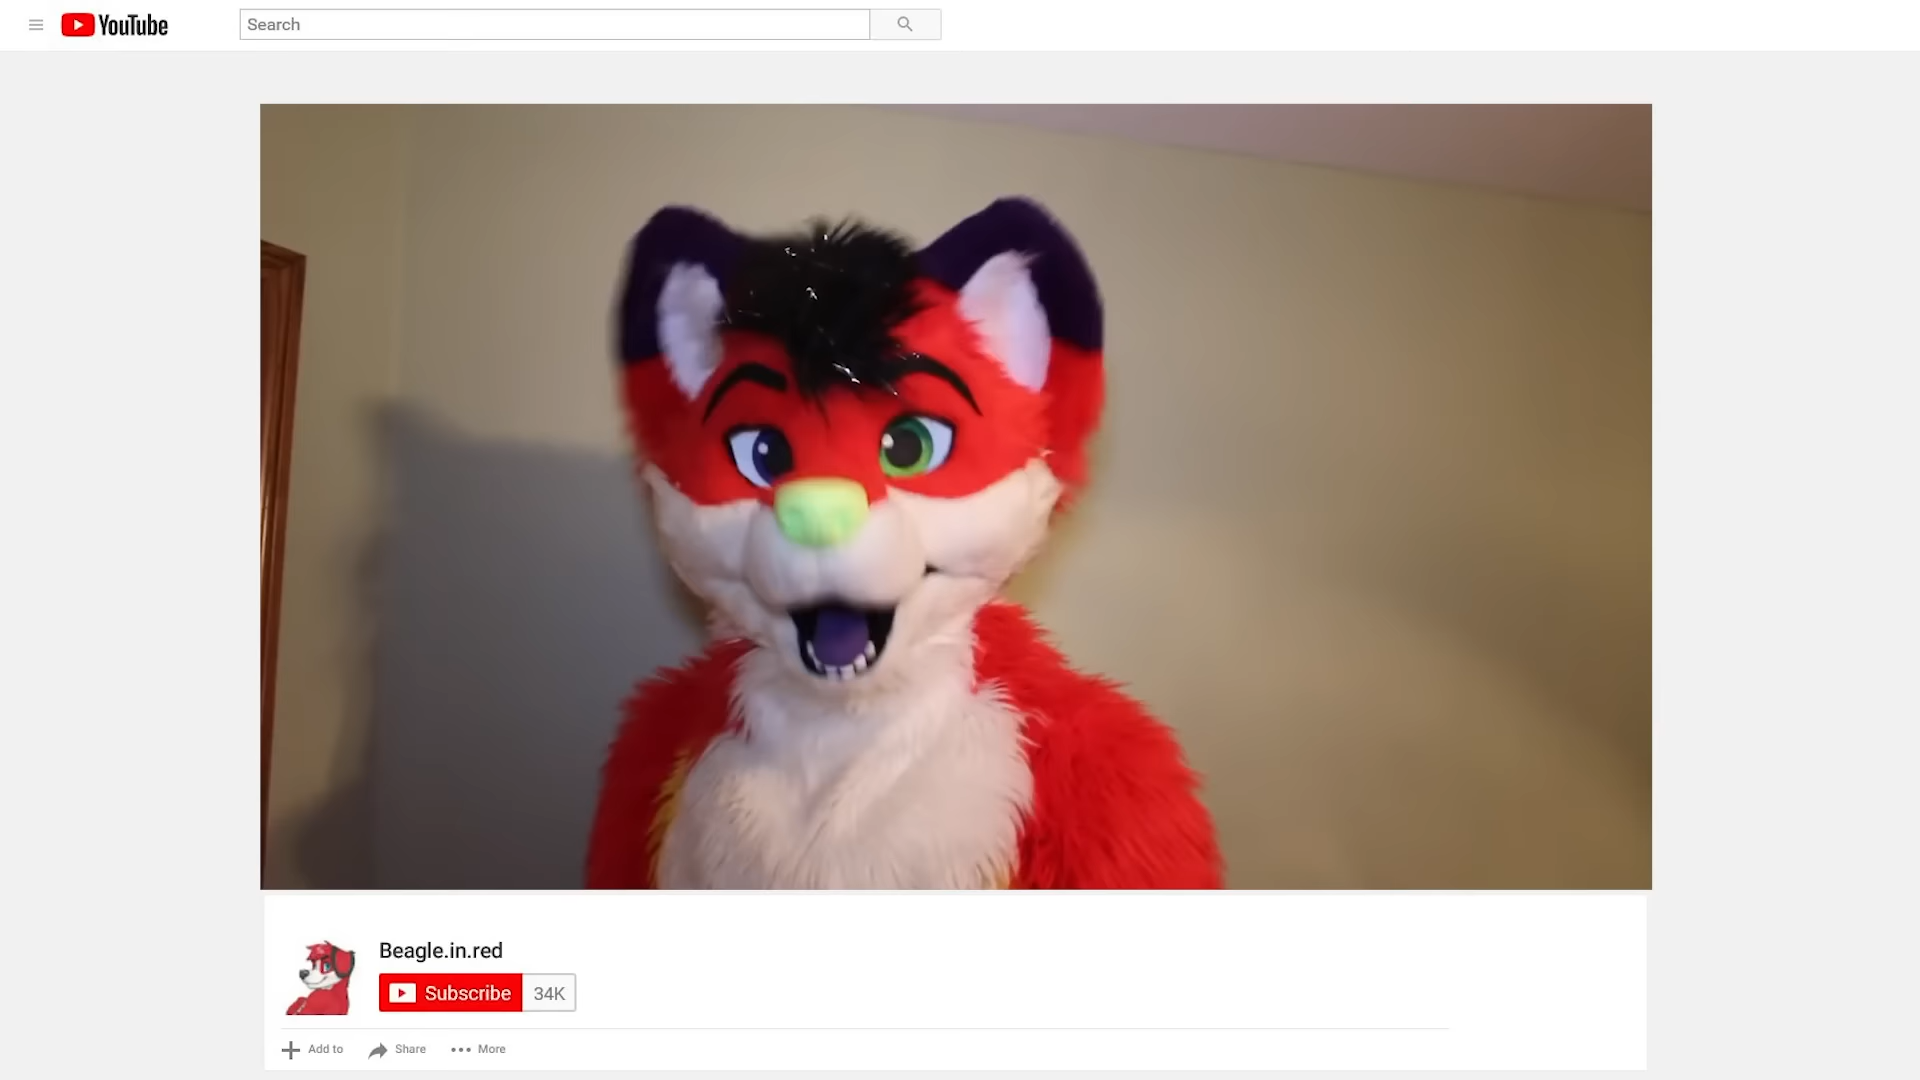 YouTube
Search
Beagle.in.red
Subscribe 34K
Add to Share More